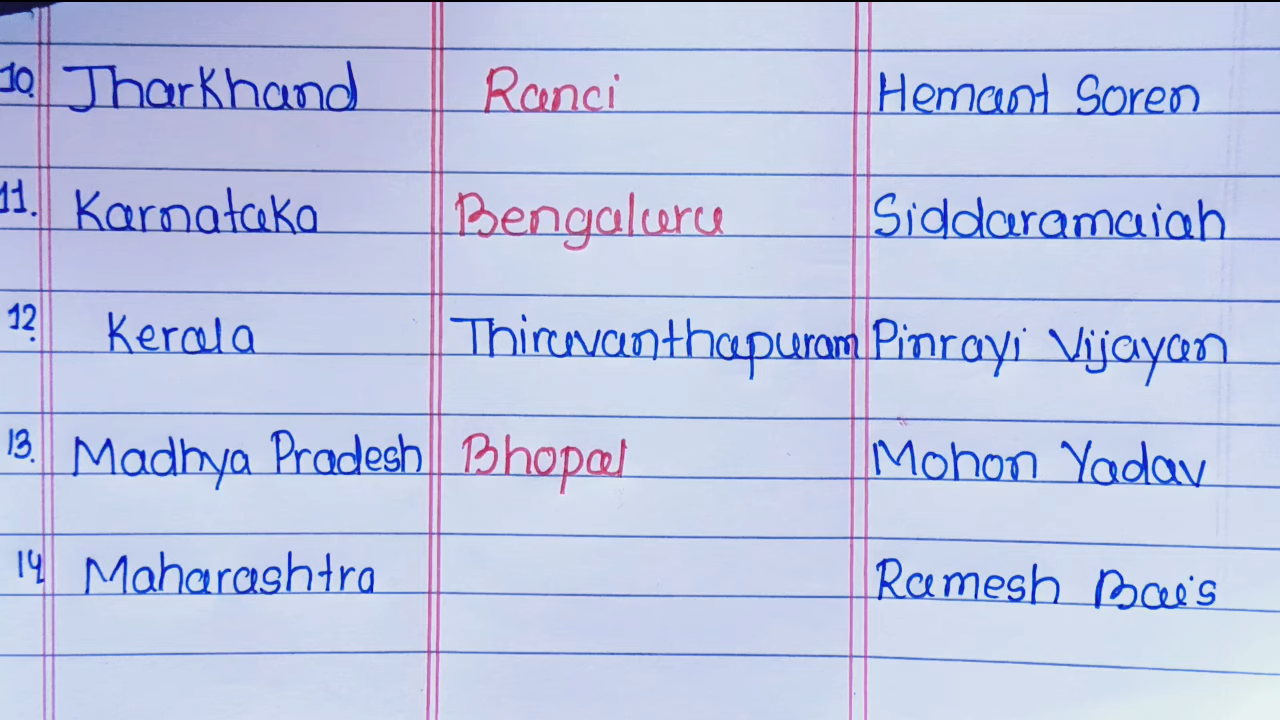 10. Jharkhand Ranci Hemant Soren
11. Karnataka Bengaluru Siddaramaiah
12. Kerala Thiruvanthapuram Pinrayi Vijayan
13. Madhya Pradesh Bhopal Mohon Yadav
14 Maharashtra Ramesh Bais